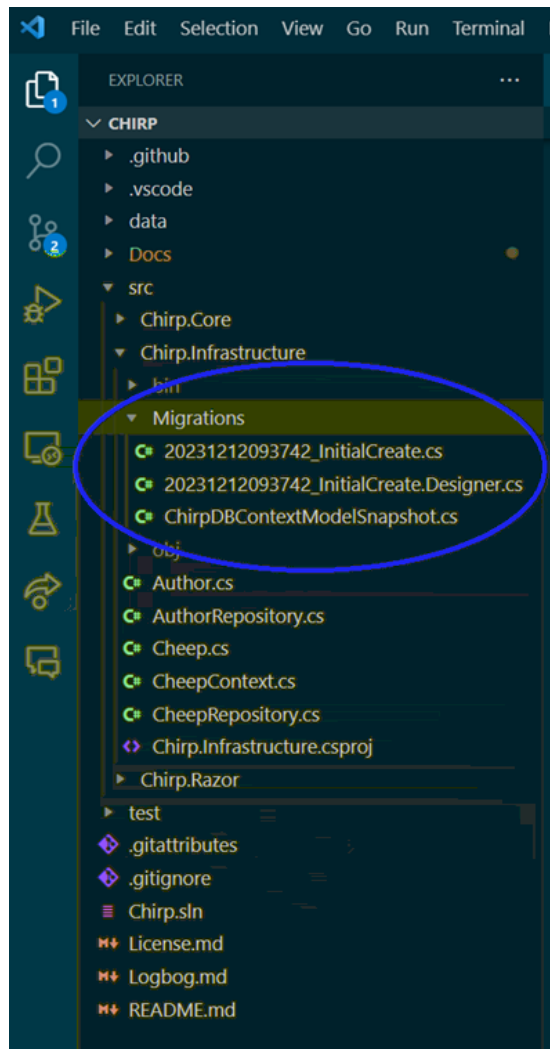 File Edit Selection View Go Run Terminal
EXPLORER ...
1
CHIRP
.github
.vscode
data
2
Docs
src
Chirp.Core
Chirp.Infrastructure
bin
Migrations
C# 20231212093742_InitialCreate.cs
C# 20231212093742_InitialCreate.Designer.cs
C# ChirpDBContextModelSnapshot.cs
obj
C# Author.cs
C# AuthorRepository.cs
C# Cheep.cs
C# CheepContext.cs
C# CheepRepository.cs
Chirp.Infrastructure.csproj
Chirp.Razor
test
.gitattributes
.gitignore
Chirp.sln
License.md
Logbog.md
README.md